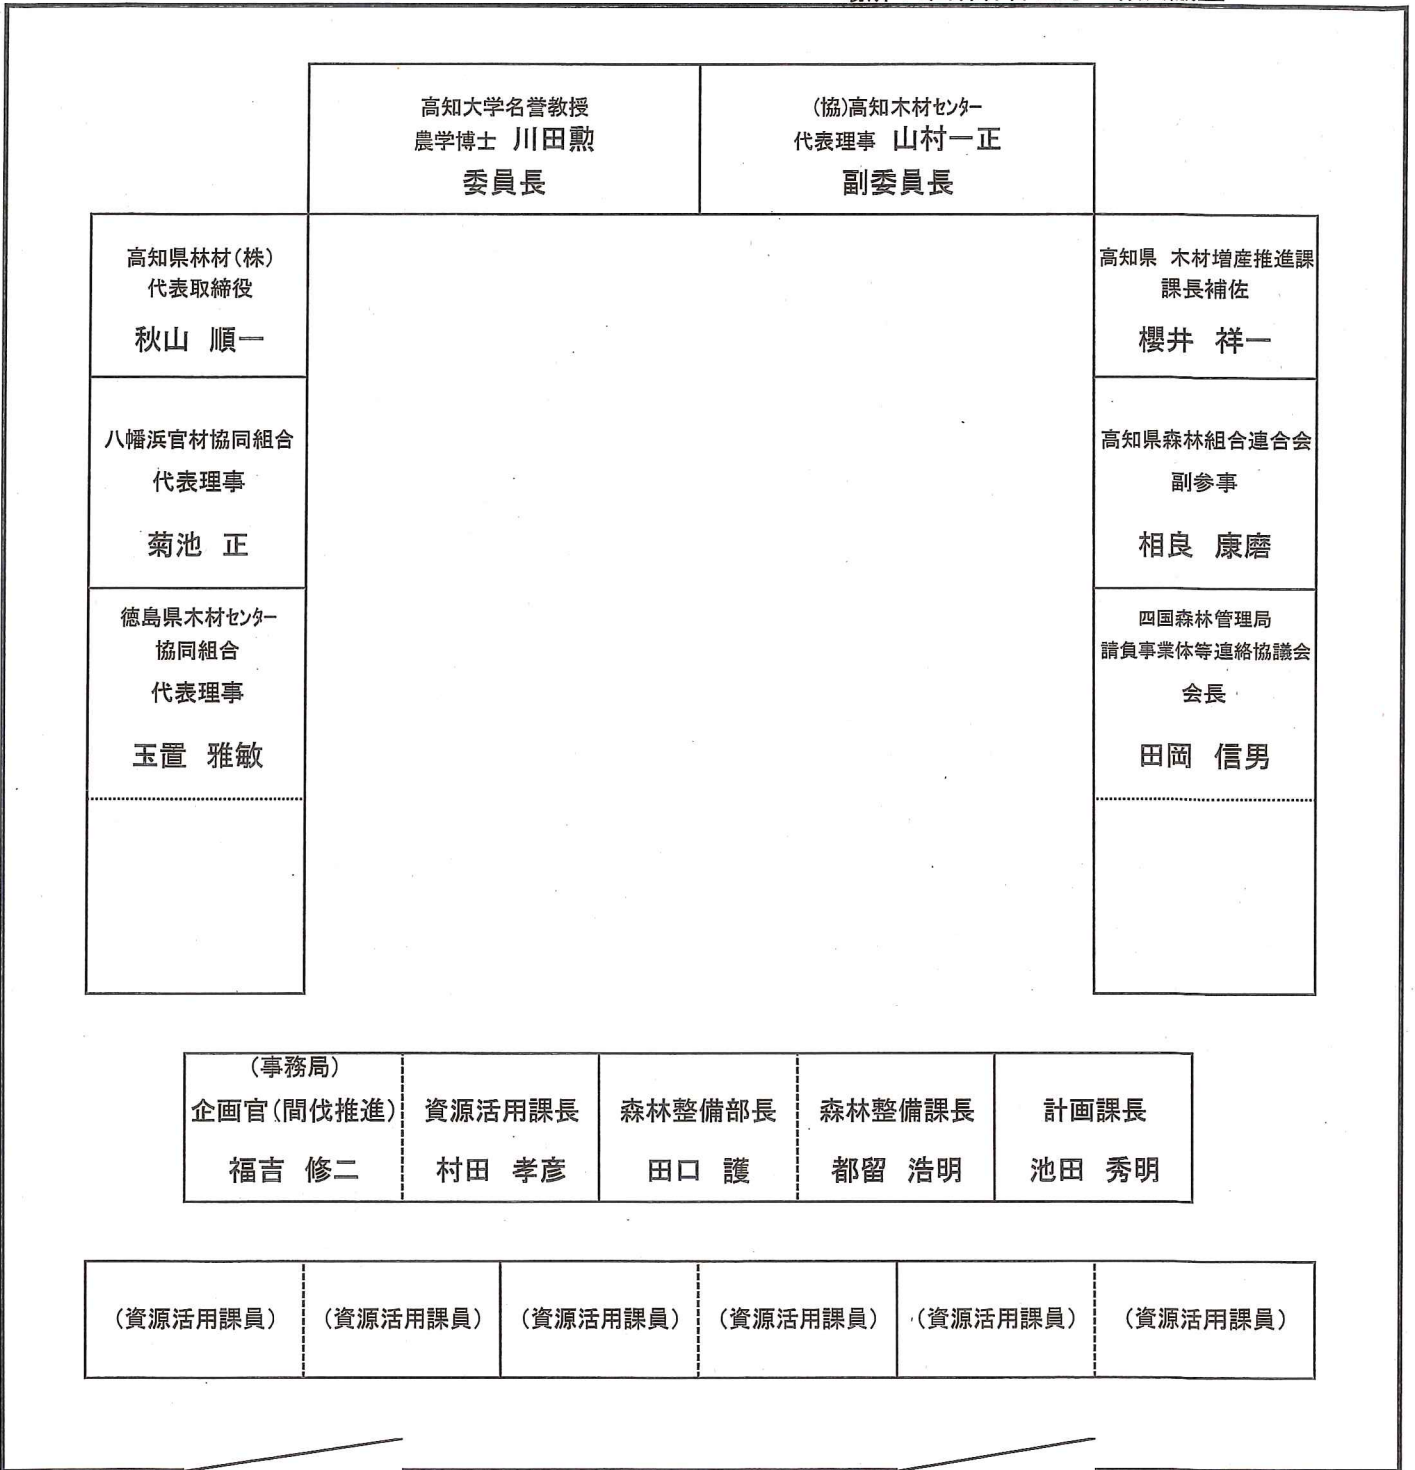 高知大学名誉教授
農学博士 川田勲
委員長
(協)高知木材センター
代表理事 山村一正
副委員長
高知県林材(株)
代表取締役
秋山 順一
八幡浜官材協同組合
代表理事
菊池 正
徳島県木材センター
協同組合
代表理事
玉置 雅敏
高知県 木材増産推進課
課長補佐
櫻井 祥一
高知県森林組合連合会
副参事
相良 康磨
四国森林管理局
請負事業体等連絡協議会
会長
田岡 信男
(事務局)
企画官(間伐推進)
福吉 修二
資源活用課長
村田 孝彦
森林整備部長
田口 護
森林整備課長
都留 浩明
計画課長
池田 秀明
(資源活用課員)
(資源活用課員)
(資源活用課員)
(資源活用課員)
(資源活用課員)
(資源活用課員)